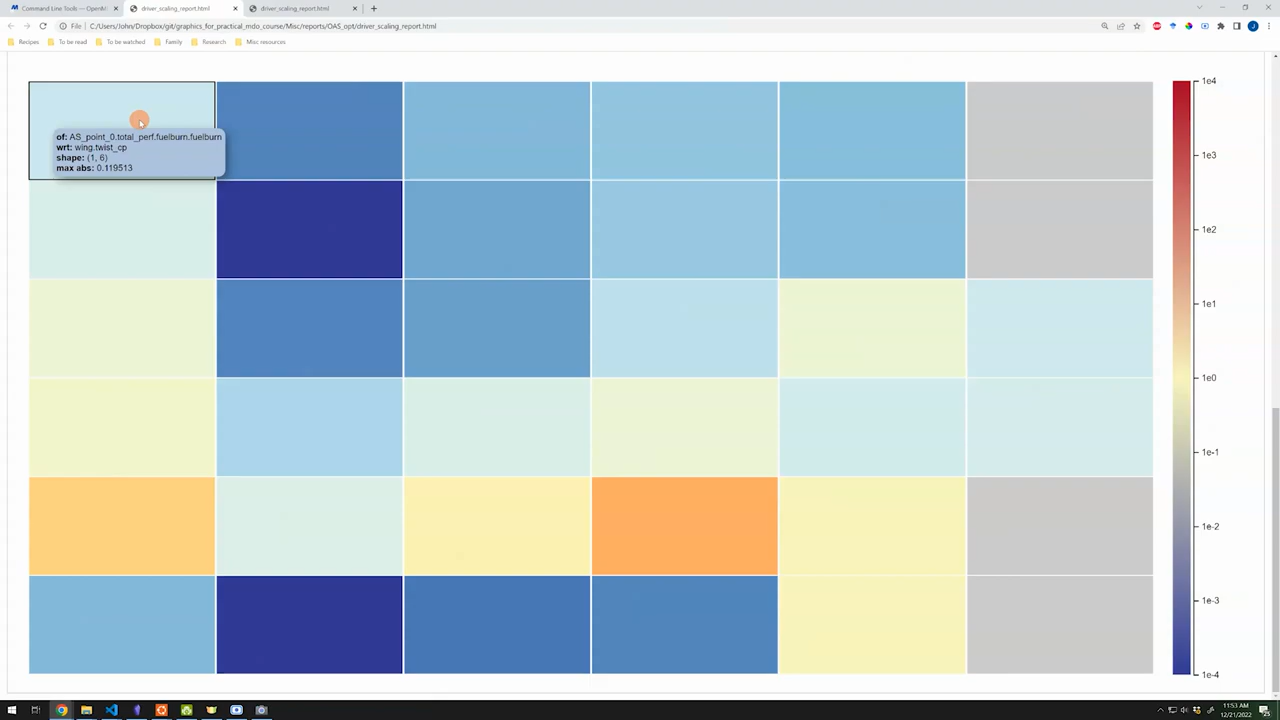 Command Line Tools — OpenM
driver_scaling_report.html
driver_scaling_report.html
File
C:/Users/John/Dropbox/git/graphics_for_practical_mdo_course/Misc/reports/OAS_opt/driver_scaling_report.html
J
Recipes
To be read
To be watched
Family
Research
Misc resources
of: AS_point_0.total_perf.fuelburn.fuelburn
wrt: wing.twist_cp
shape: (1, 6)
max abs: 0.119513
1e4
1e3
1e2
1e1
1e0
1e-1
1e-2
1e-3
1e-4
11:53 AM
12/21/2022